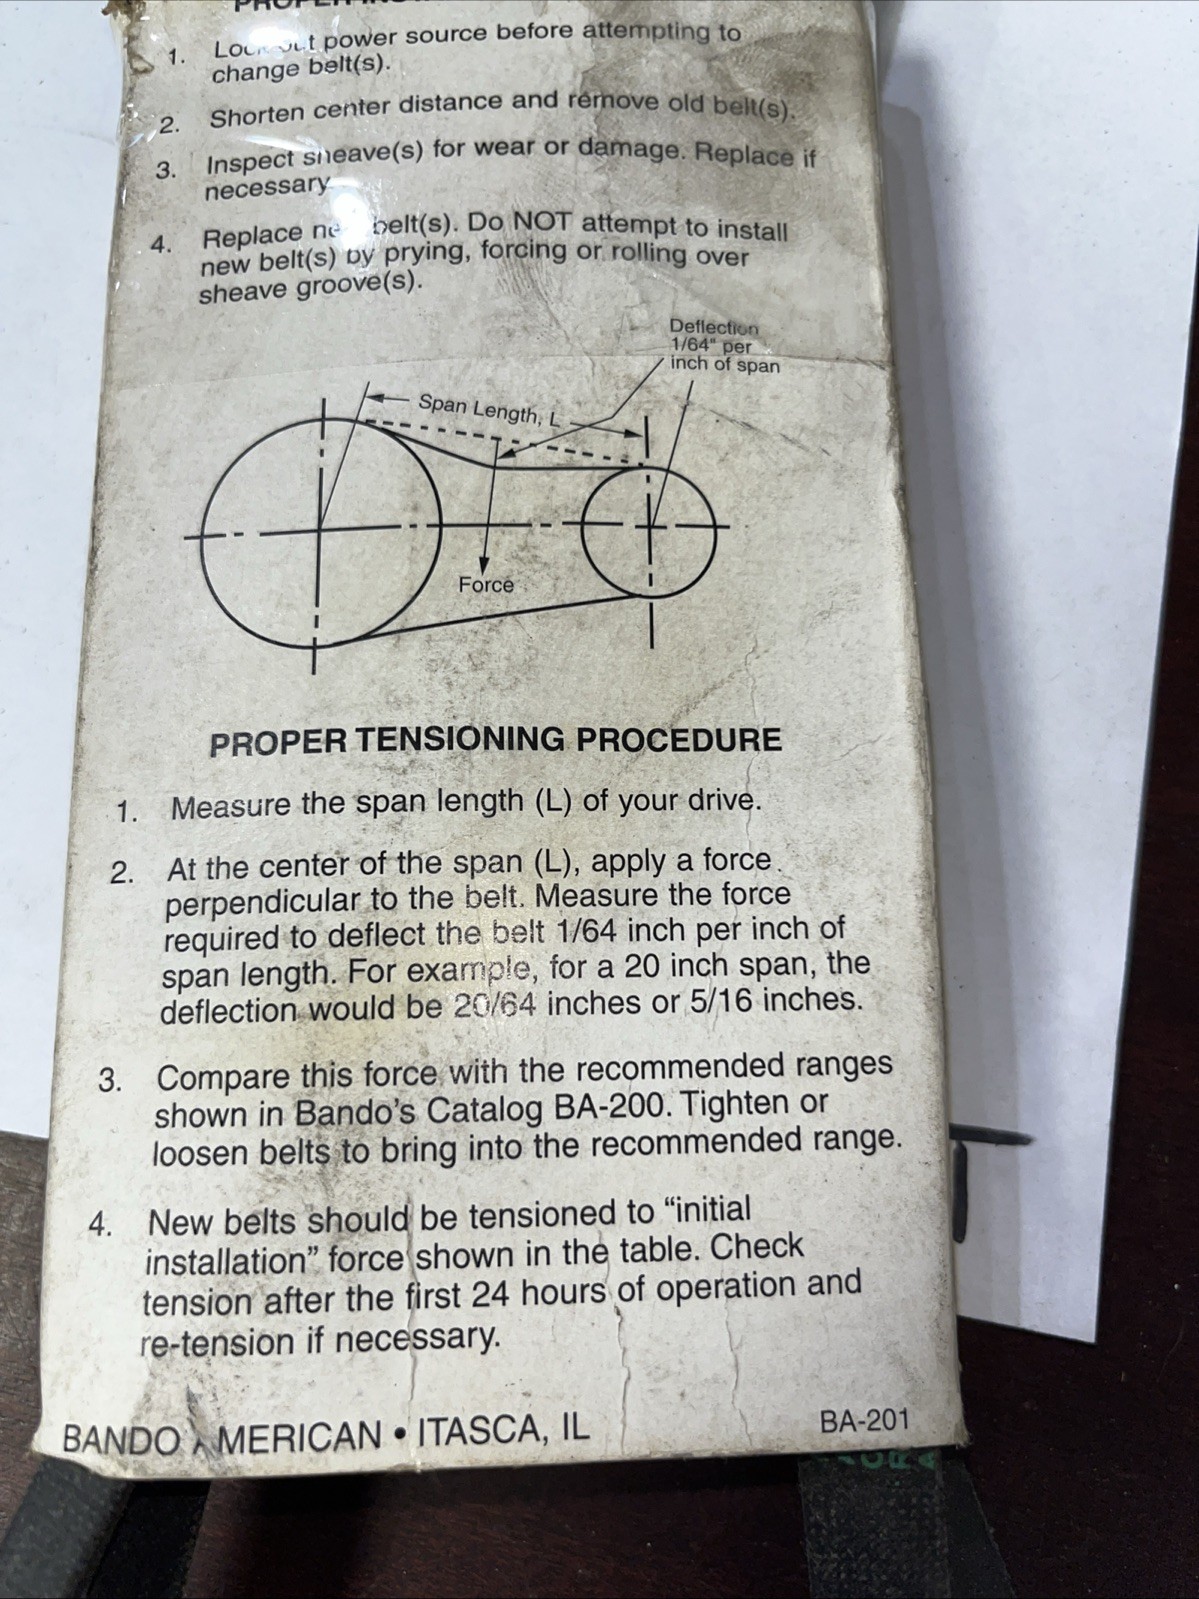 1. Lockout power source before attempting to
change belt(s).
2. Shorten center distance and remove old belt(s).
3. Inspect sheave(s) for wear or damage. Replace if
necessary
4. Replace belt(s). Do NOT attempt to install
new belt(s) by prying, forcing or rolling over
sheave groove(s).
Deflection
1/64" per
inch of span
Span Length, L
Force
PROPER TENSIONING PROCEDURE
1. Measure the span length (L) of your drive.
2. At the center of the span (L), apply a force
perpendicular to the belt. Measure the force
required to deflect the belt 1/64 inch per inch of
span length. For example, for a 20 inch span, the
deflection would be 20/64 inches or 5/16 inches.
3. Compare this force with the recommended ranges
shown in Bando's Catalog BA-200. Tighten or
loosen belts to bring into the recommended range.
4. New belts should be tensioned to "initial
installation" force shown in the table. Check
tension after the first 24 hours of operation and
re-tension if necessary.
BANDO AMERICAN • ITASCA, IL
BA-201